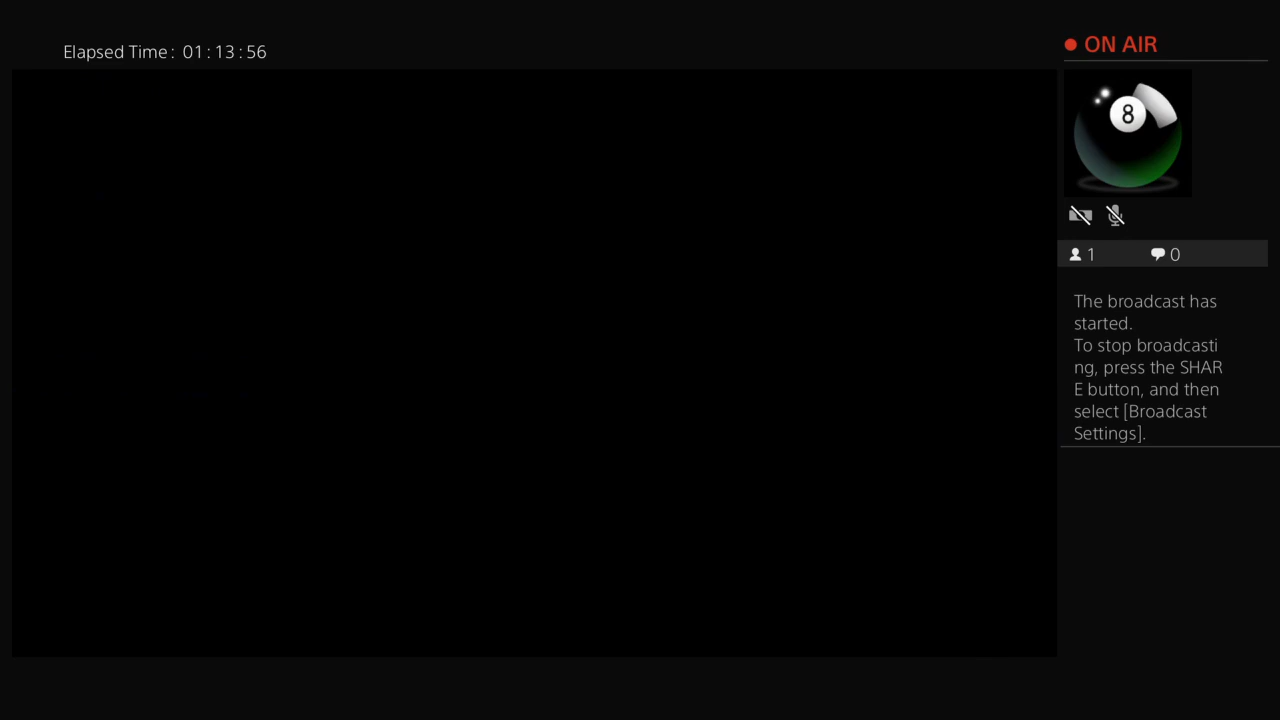 Elapsed Time: 01:13:56
ON AIR
8
1 0
The broadcast has
started.
To stop broadcasti
ng, press the SHAR
E button, and then
select [Broadcast
Settings].